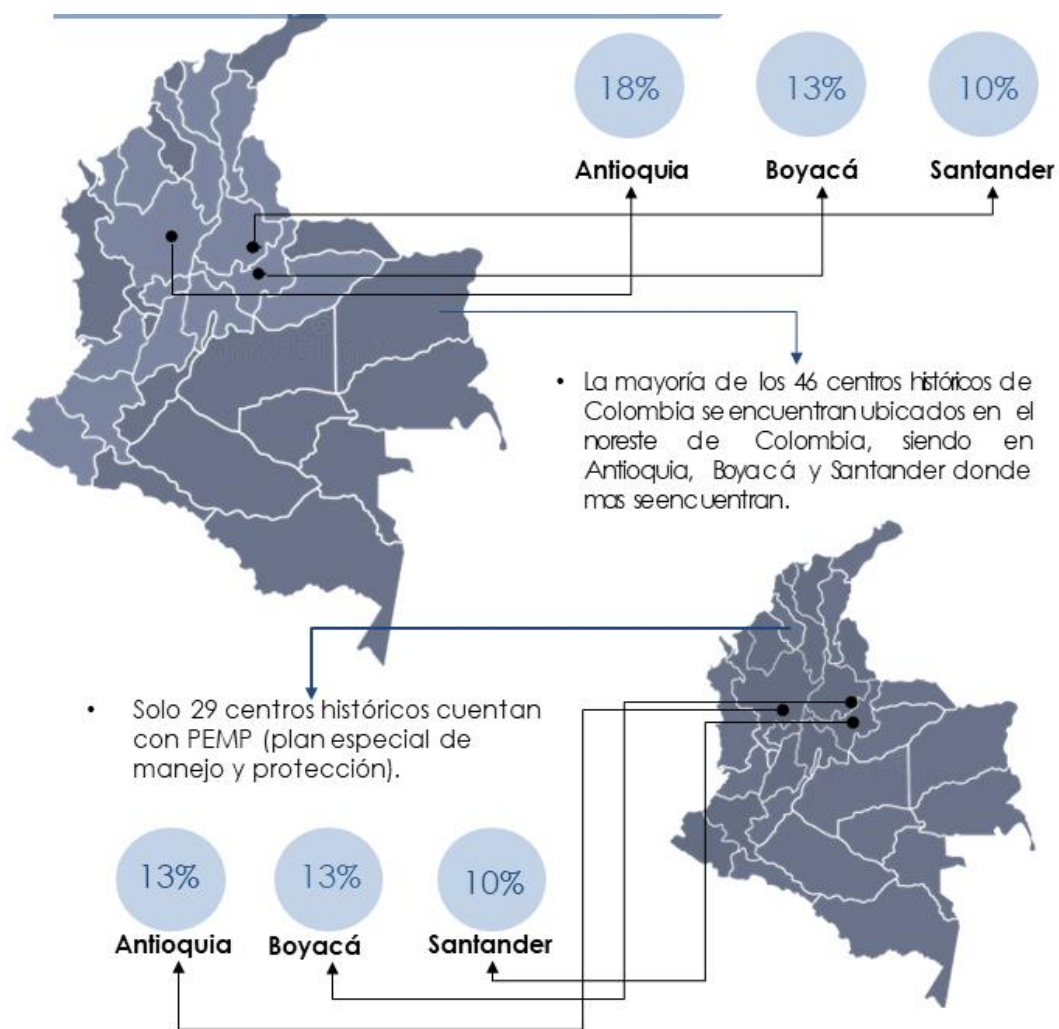 18%
13%
10%
Antioquia
Boyacá
Santander
• La mayoría de los 46 centros históricos de
Colombia se encuentran ubicados en el
noreste de Colombia, siendo en
Antioquia, Boyacá y Santander donde
mas se encuentran.
• Solo 29 centros históricos cuentan
con PEMP (plan especial de
manejo y protección).
13%
13%
10%
Antioquia
Boyacá
Santander